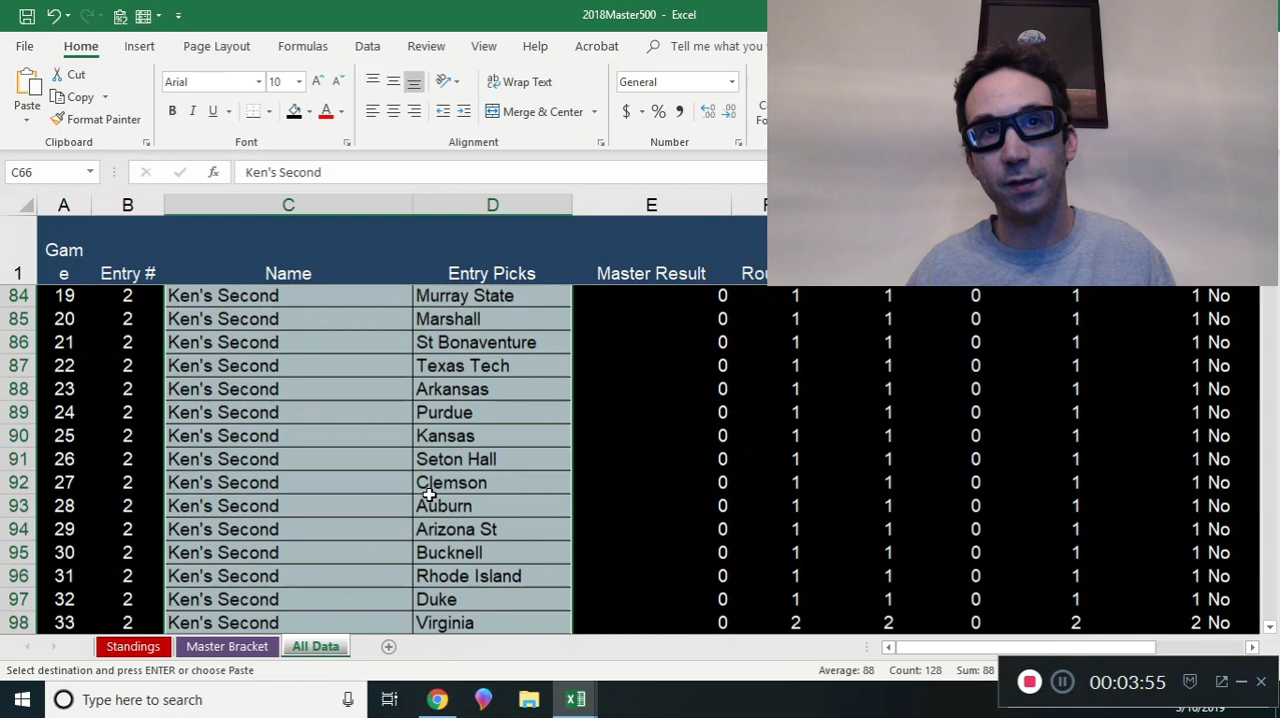 2018Master500 - Excel
File Home Insert Page Layout Formulas Data Review View Help Acrobat Tell me what you
Paste
Cut
Copy
Format Painter
Clipboard
Arial 10
B I U
Font
Wrap Text
Merge & Center
Alignment
General
$ % ,
Number
C66 fx Ken's Second
A B C D E
1 Gam
e Entry # Name Entry Picks Master Result Rou
84 19 2 Ken's Second Murray State 0 1 1 0 1 1 No
85 20 2 Ken's Second Marshall 0 1 1 0 1 1 No
86 21 2 Ken's Second St Bonaventure 0 1 1 0 1 1 No
87 22 2 Ken's Second Texas Tech 0 1 1 0 1 1 No
88 23 2 Ken's Second Arkansas 0 1 1 0 1 1 No
89 24 2 Ken's Second Purdue 0 1 1 0 1 1 No
90 25 2 Ken's Second Kansas 0 1 1 0 1 1 No
91 26 2 Ken's Second Seton Hall 0 1 1 0 1 1 No
92 27 2 Ken's Second Clemson 0 1 1 0 1 1 No
93 28 2 Ken's Second Auburn 0 1 1 0 1 1 No
94 29 2 Ken's Second Arizona St 0 1 1 0 1 1 No
95 30 2 Ken's Second Bucknell 0 1 1 0 1 1 No
96 31 2 Ken's Second Rhode Island 0 1 1 0 1 1 No
97 32 2 Ken's Second Duke 0 1 1 0 1 1 No
98 33 2 Ken's Second Virginia 0 2 2 0 2 2 No
Standings Master Bracket All Data
Select destination and press ENTER or choose Paste Average: 88 Count: 128 Sum: 88
00:03:55
Type here to search